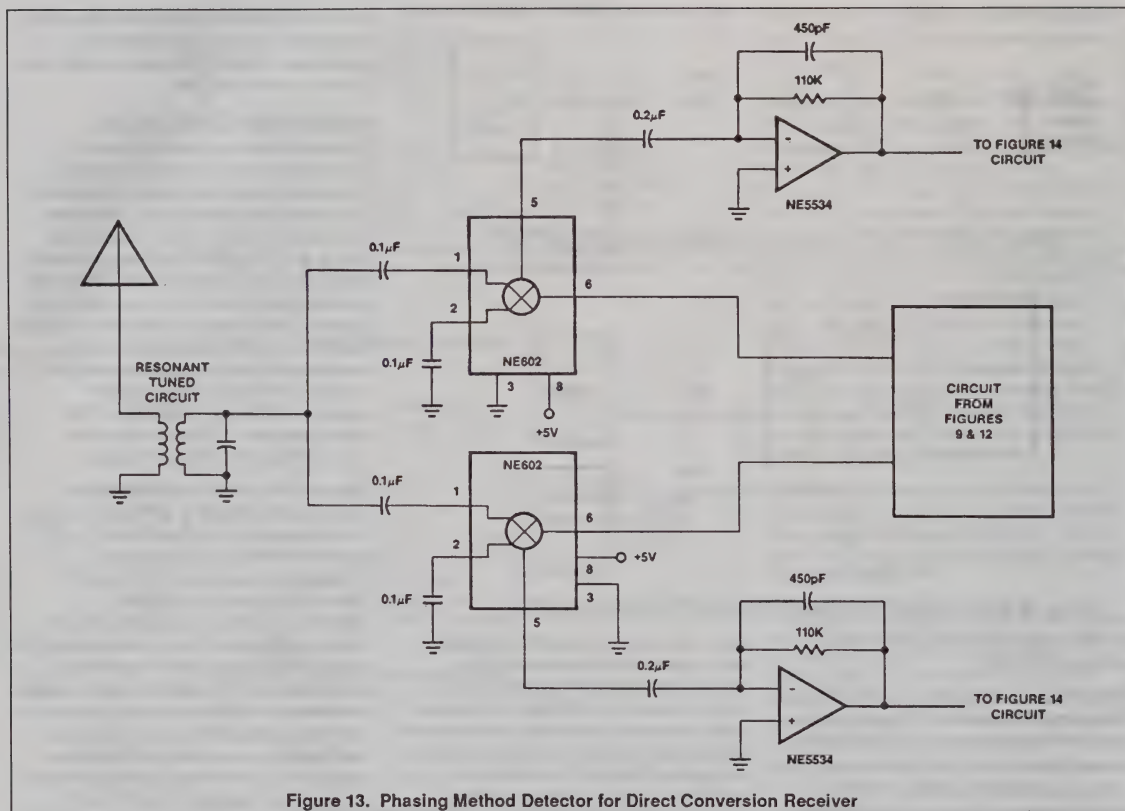 450pF
110K
0.2µF
-
+
NE5534
TO FIGURE 14
CIRCUIT
5
0.1µF
1
2
6
NE602
0.1µF
3
8
+5V
RESONANT
TUNED
CIRCUIT
CIRCUIT
FROM
FIGURES
9 & 12
NE602
0.1µF
1
6
2
+5V
8
3
0.1µF
5
450pF
110K
0.2µF
-
+
NE5534
TO FIGURE 14
CIRCUIT
Figure 13. Phasing Method Detector for Direct Conversion Receiver